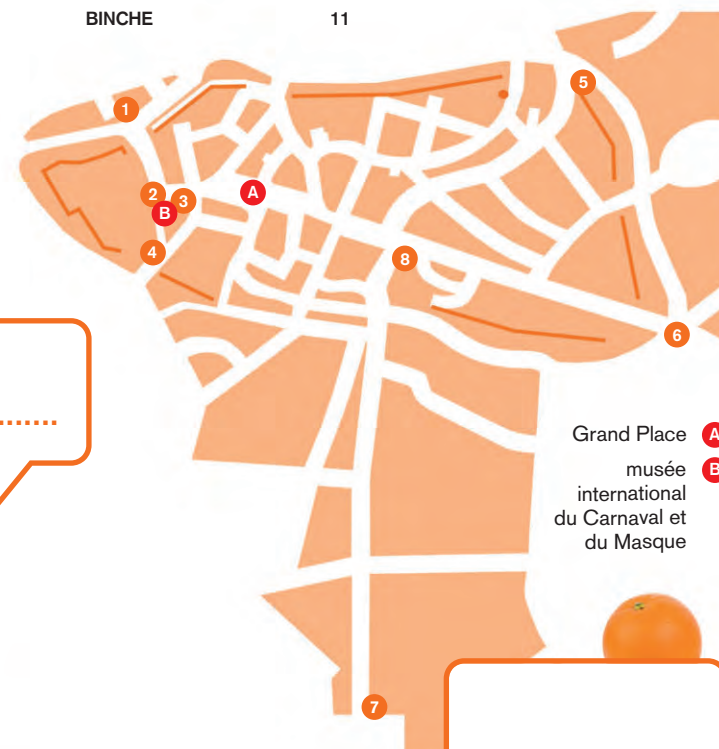 BINCHE 11
1
5
2
3
A
B
4
8
6
Grand Place A
musée B
international
du Carnaval et
du Masque
7